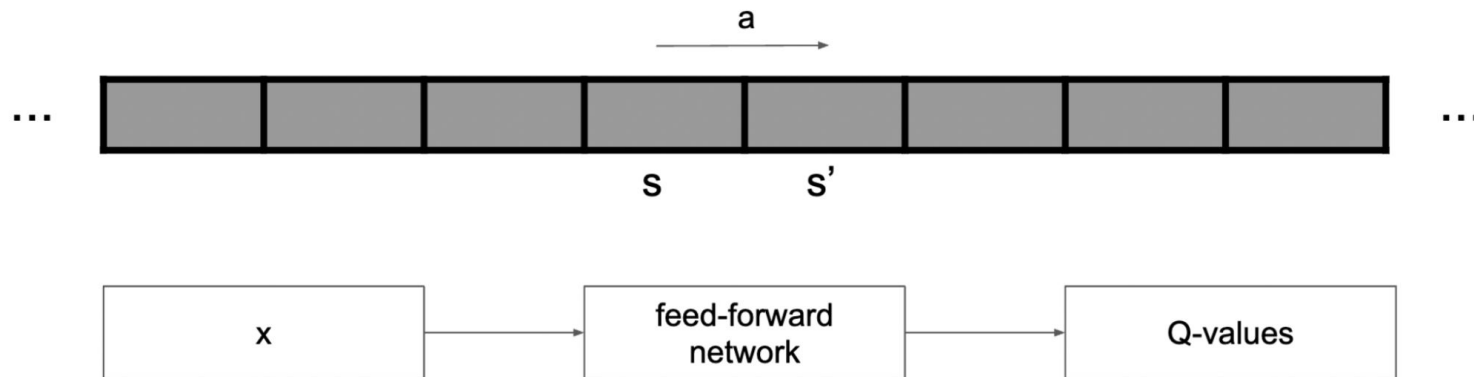 a
...
...
s
s’
x
feed-forward
network
Q-values